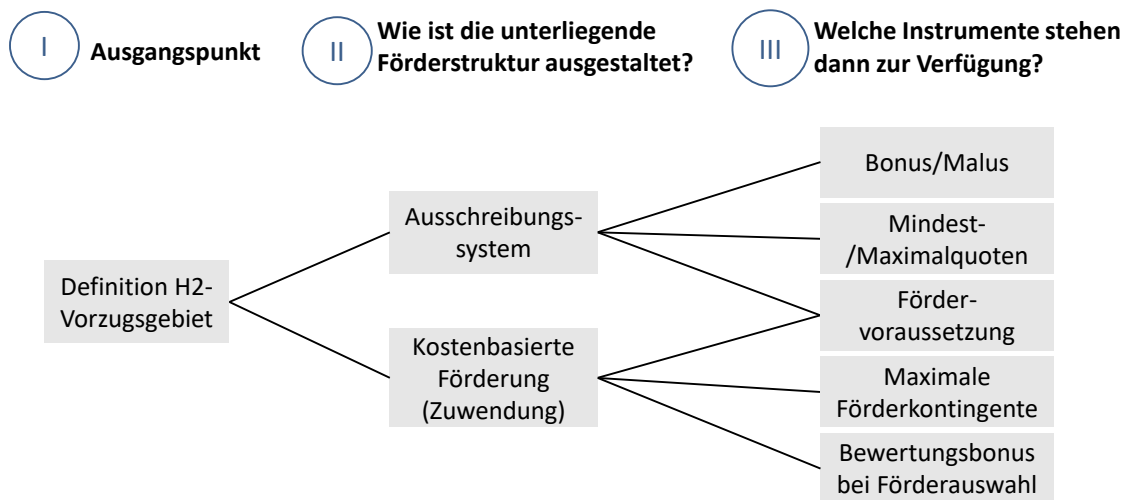 I
Ausgangspunkt
II
Wie ist die unterliegende
Förderstruktur ausgestaltet?
III
Welche Instrumente stehen
dann zur Verfügung?
Definition H2-
Vorzugsgebiet
Ausschreibungs-
system
Kostenbasierte
Förderung
(Zuwendung)
Bonus/Malus
Mindest-
/Maximalquoten
Förder-
voraussetzung
Maximale
Förderkontingente
Bewertungsbonus
bei Förderauswahl